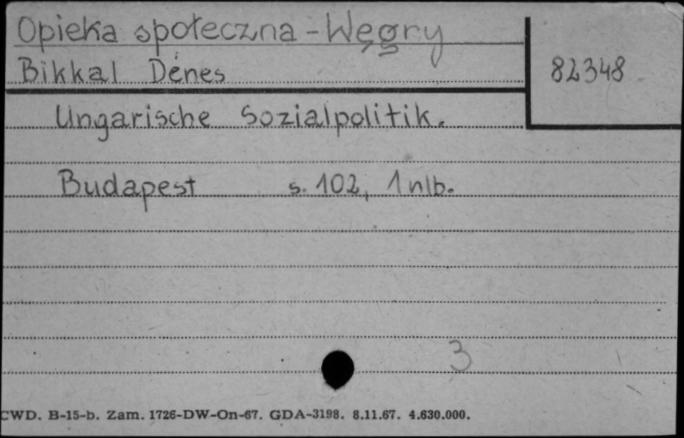 Opieka społeczna - Węgry
82348
Bikkal Dénes
Ungarische Sozialpolitik.
Budapest s. 102, 1 nlb.
3
CWD. B-15-b. Zam. 1726-DW-On-67. GDA-3198. 8.11.67. 4.630.000.